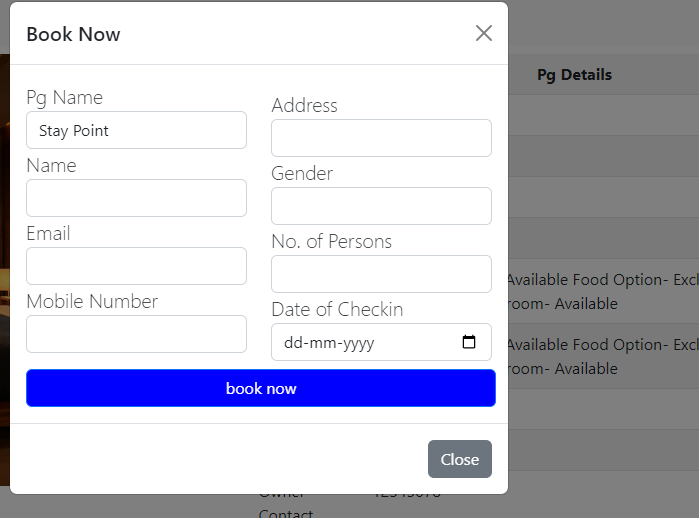 Book Now
Pg Details
Pg Name
Stay Point
Address
Name
Gender
Email
No. of Persons
Mobile Number
Date of Checkin
dd-mm-yyyy
book now
Close
Available Food Option- Excl
room- Available
Available Food Option- Excl
room- Available
Owner
Contact